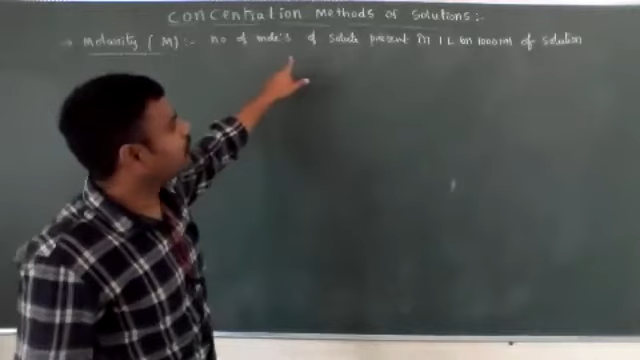 Concentration Methods of Solutions:-
→ Molarity (M):- no of mole's of solute present in 1 L or 1000 ml of solution